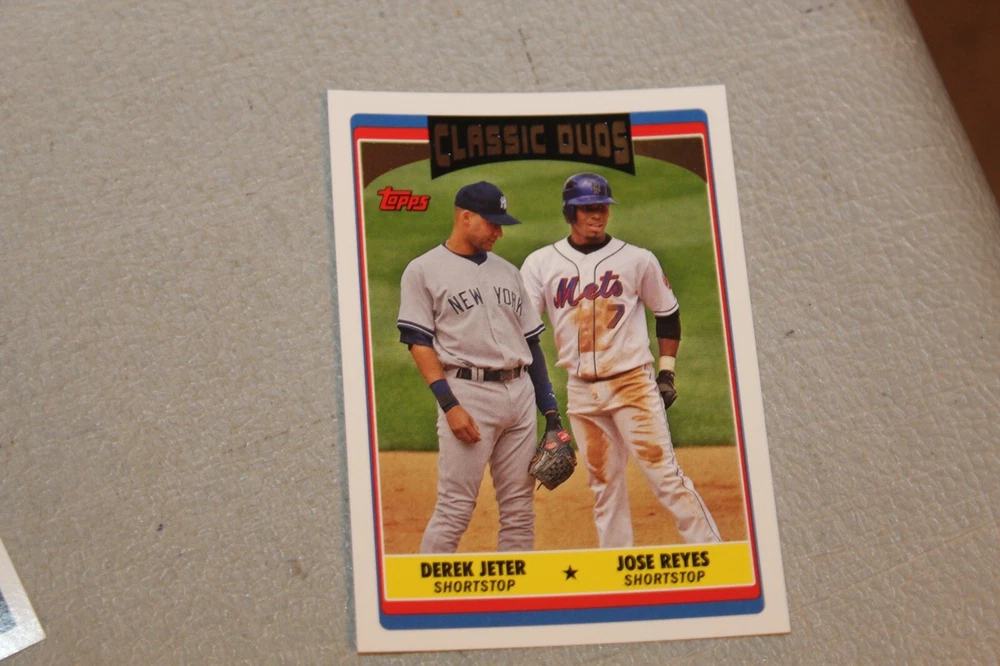 CLASSIC DUOS
topps
NEW YORK
Mets
7
DEREK JETER
SHORTSTOP
★
JOSE REYES
SHORTSTOP